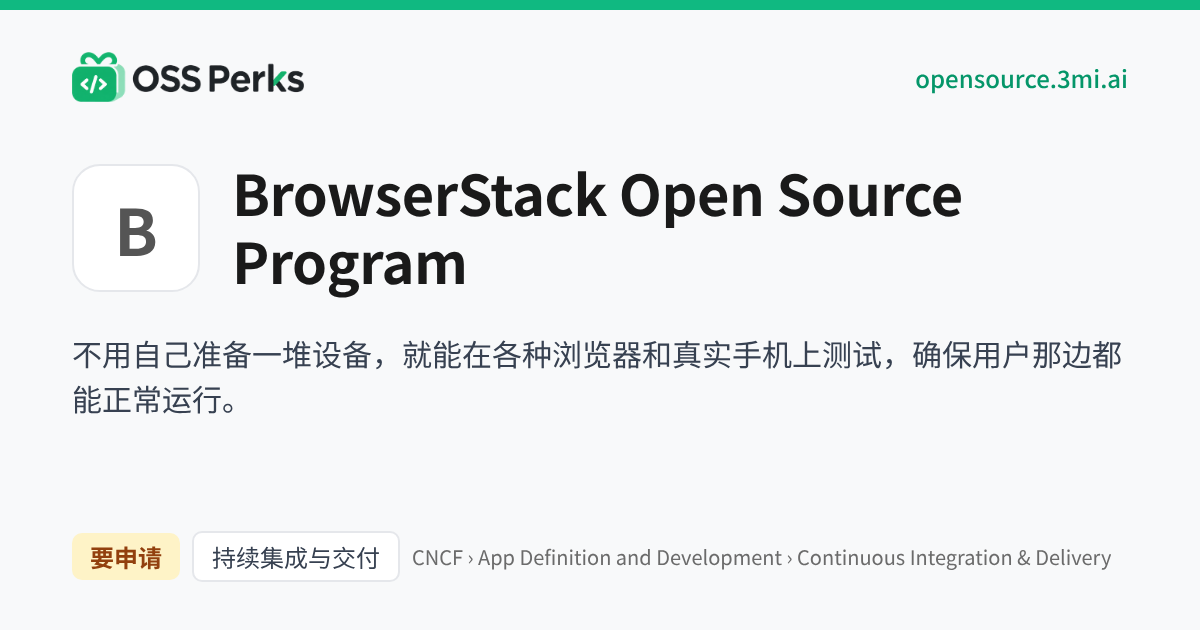 </> OSS Perks
opensource.3mi.ai
B
BrowserStack Open Source
Program
不用自己准备一堆设备，就能在各种浏览器和真实手机上测试，确保用户那边都
能正常运行。
要申请
持续集成与交付
CNCF › App Definition and Development › Continuous Integration & Delivery